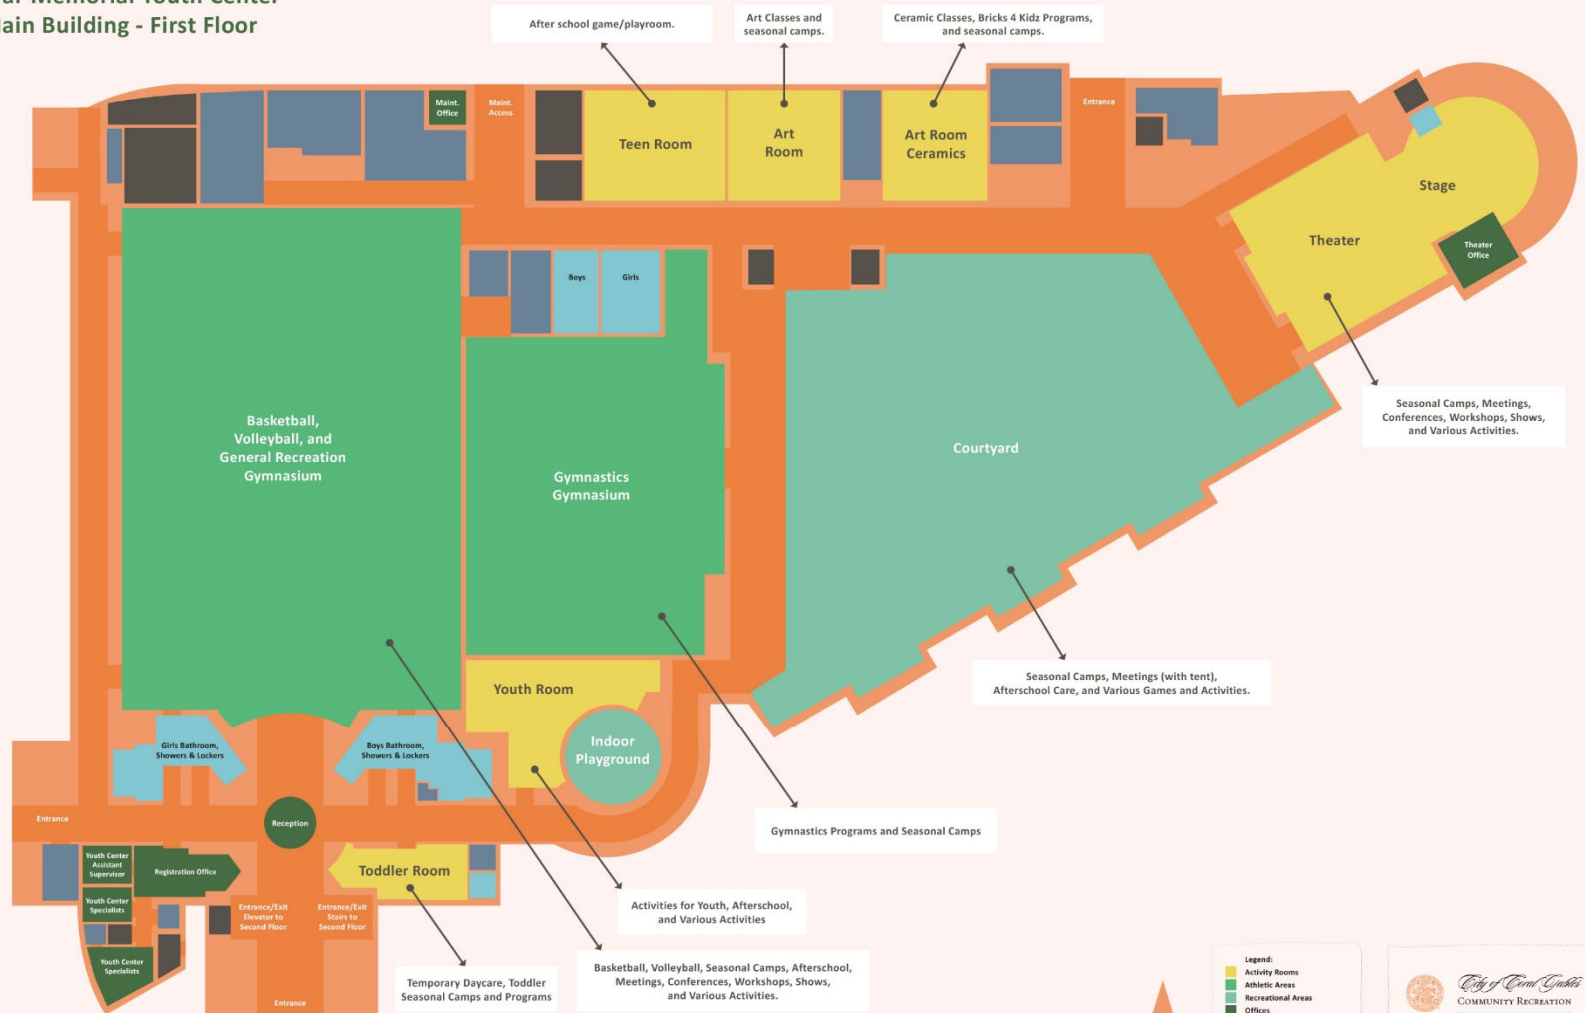 Memorial Youth Center
Main Building - First Floor
After school game/playroom.
Art Classes and
seasonal camps.
Ceramic Classes, Bricks 4 Kidz Programs,
and seasonal camps.
Maint.
Office
Maint.
Access
Teen Room
Art
Room
Art Room
Ceramics
Entrance
Stage
Theater
Theater
Office
Boys
Girls
Seasonal Camps, Meetings,
Conferences, Workshops, Shows,
and Various Activities.
Basketball,
Volleyball, and
General Recreation
Gymnasium
Gymnastics
Gymnasium
Courtyard
Seasonal Camps, Meetings (with tent),
Afterschool Care, and Various Games and Activities.
Youth Room
Indoor
Playground
Girls Bathroom,
Showers & Lockers
Boys Bathroom,
Showers & Lockers
Entrance
Reception
Gymnastics Programs and Seasonal Camps
Youth Center
Assistant
Supervisor
Registration Office
Toddler Room
Youth Center
Specialists
Entrance/Exit
Elevator to
Second Floor
Entrance/Exit
Stairs to
Second Floor
Activities for Youth, Afterschool,
and Various Activities
Youth Center
Specialists
Entrance
Temporary Daycare, Toddler
Seasonal Camps and Programs
Basketball, Volleyball, Seasonal Camps, Afterschool,
Meetings, Conferences, Workshops, Shows,
and Various Activities.
Legend:
Activity Rooms
Athletic Areas
Recreational Areas
Offices
City of Coral Gables
COMMUNITY RECREATION